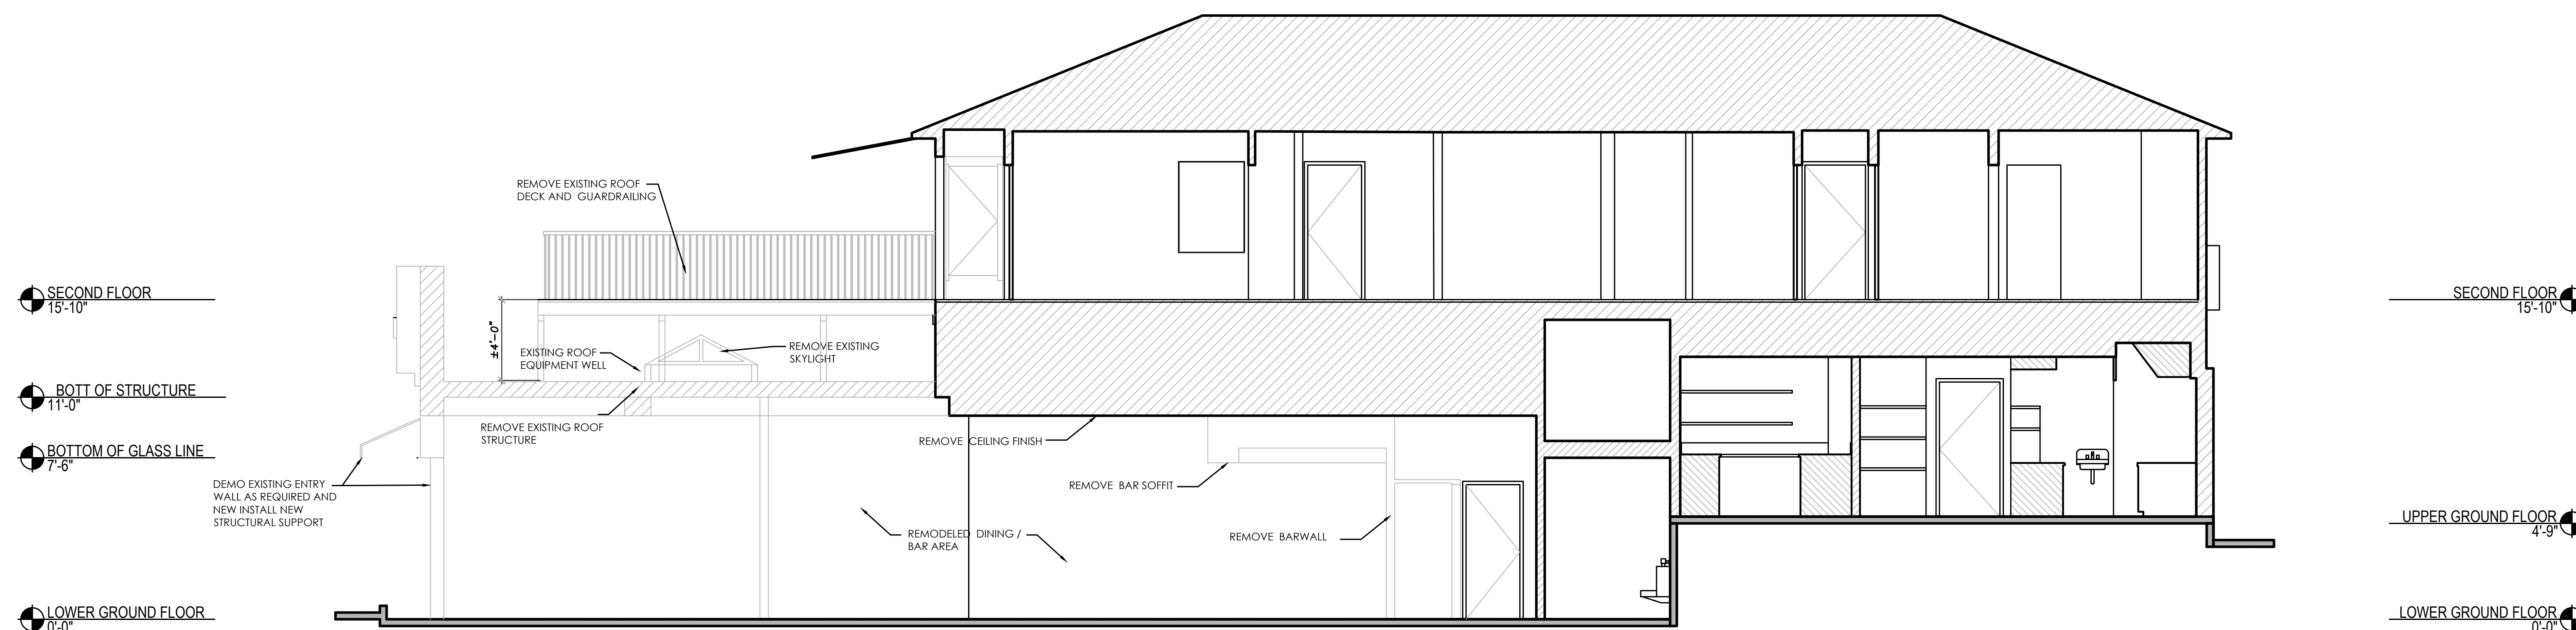 REMOVE EXISTING ROOF
DECK AND GUARDRAILING
SECOND FLOOR
15'-10"
SECOND FLOOR
15'-10"
±4'-0"
EXISTING ROOF
EQUIPMENT WELL
REMOVE EXISTING
SKYLIGHT
BOTT OF STRUCTURE
11'-0"
REMOVE EXISTING ROOF
STRUCTURE
REMOVE CEILING FINISH
BOTTOM OF GLASS LINE
7'-6"
DEMO EXISTING ENTRY
WALL AS REQUIRED AND
NEW INSTALL NEW
STRUCTURAL SUPPORT
REMOVE BAR SOFFIT
REMODELED DINING /
BAR AREA
REMOVE BARWALL
UPPER GROUND FLOOR
4'-9"
LOWER GROUND FLOOR
0'-0"
LOWER GROUND FLOOR
0'-0"